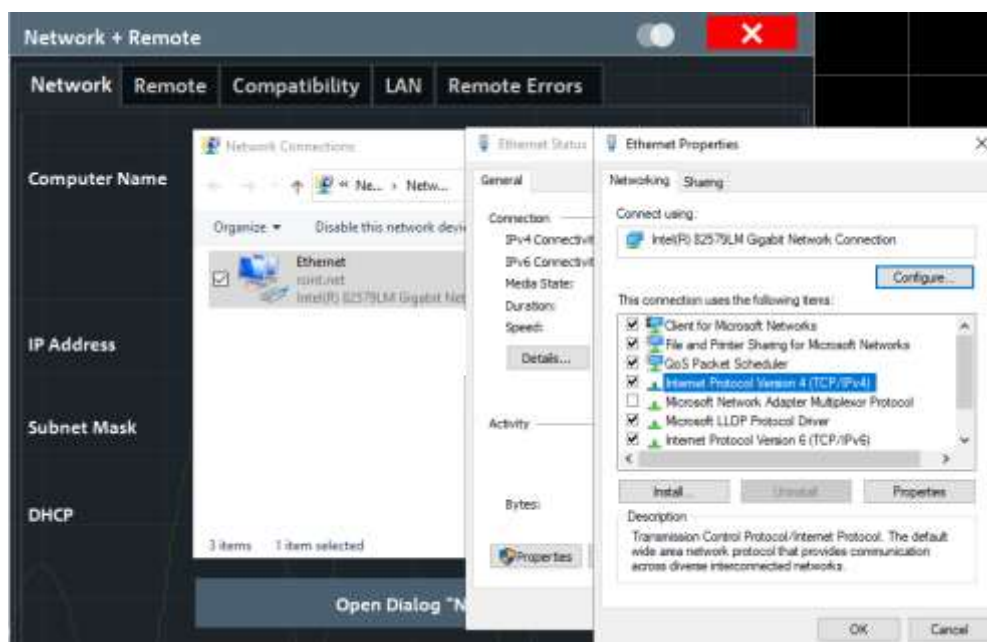 Network + Remote
Network Remote Compatibility LAN Remote Errors
Computer Name
IP Address
Subnet Mask
DHCP
Open Dialog "N
Network Connections
« Ne... › Netw...
Organize Disable this network devi
Ethernet
Intel(R) 82579LM Gigabit Net
3 items 1 item selected
Ethernet Status
General
Connection
IPv4 Connectivit
IPv6 Connectivit
Media State:
Duration:
Speed:
Details...
Activity
Bytes:
Properties
Ethernet Properties
Networking Sharing
Connect using:
Intel(R) 82579LM Gigabit Network Connection
Configure...
This connection uses the following items:
Client for Microsoft Networks
File and Printer Sharing for Microsoft Networks
QoS Packet Scheduler
Internet Protocol Version 4 (TCP/IPv4)
Microsoft Network Adapter Multiplexor Protocol
Microsoft LLDP Protocol Driver
Internet Protocol Version 6 (TCP/IPv6)
Install... Uninstall Properties
Description
Transmission Control Protocol/Internet Protocol. The default
wide area network protocol that provides communication
across diverse interconnected networks.
OK Cancel